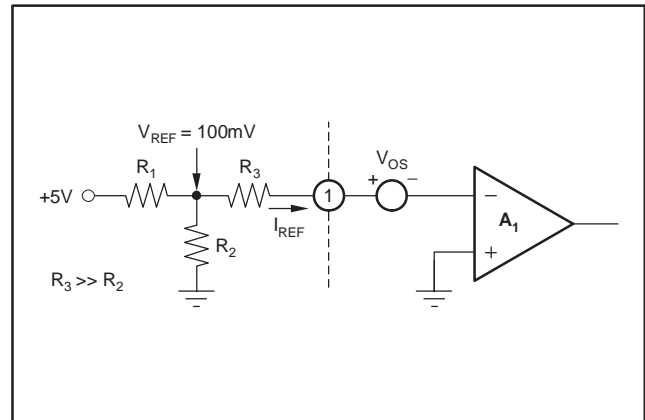 V_REF = 100mV
R_1
R_3
V_OS
+5V
1
+
−
−
A_1
I_REF
R_2
+
R_3 >> R_2